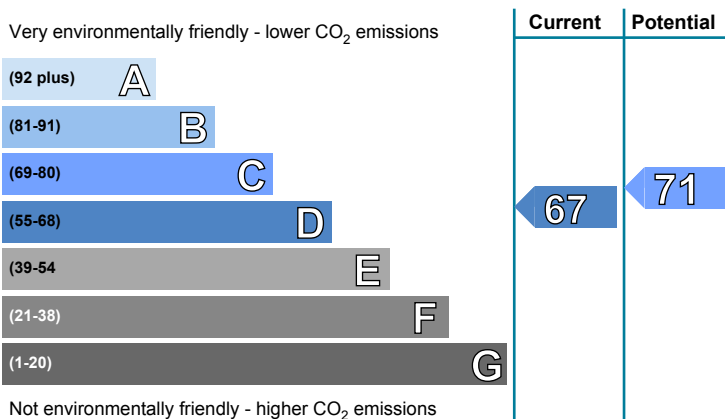 Very environmentally friendly - lower CO2 emissions
Current
Potential
(92 plus) A
(81-91) B
(69-80) C
(55-68) D
(39-54 E
(21-38) F
(1-20) G
67
71
Not environmentally friendly - higher CO2 emissions